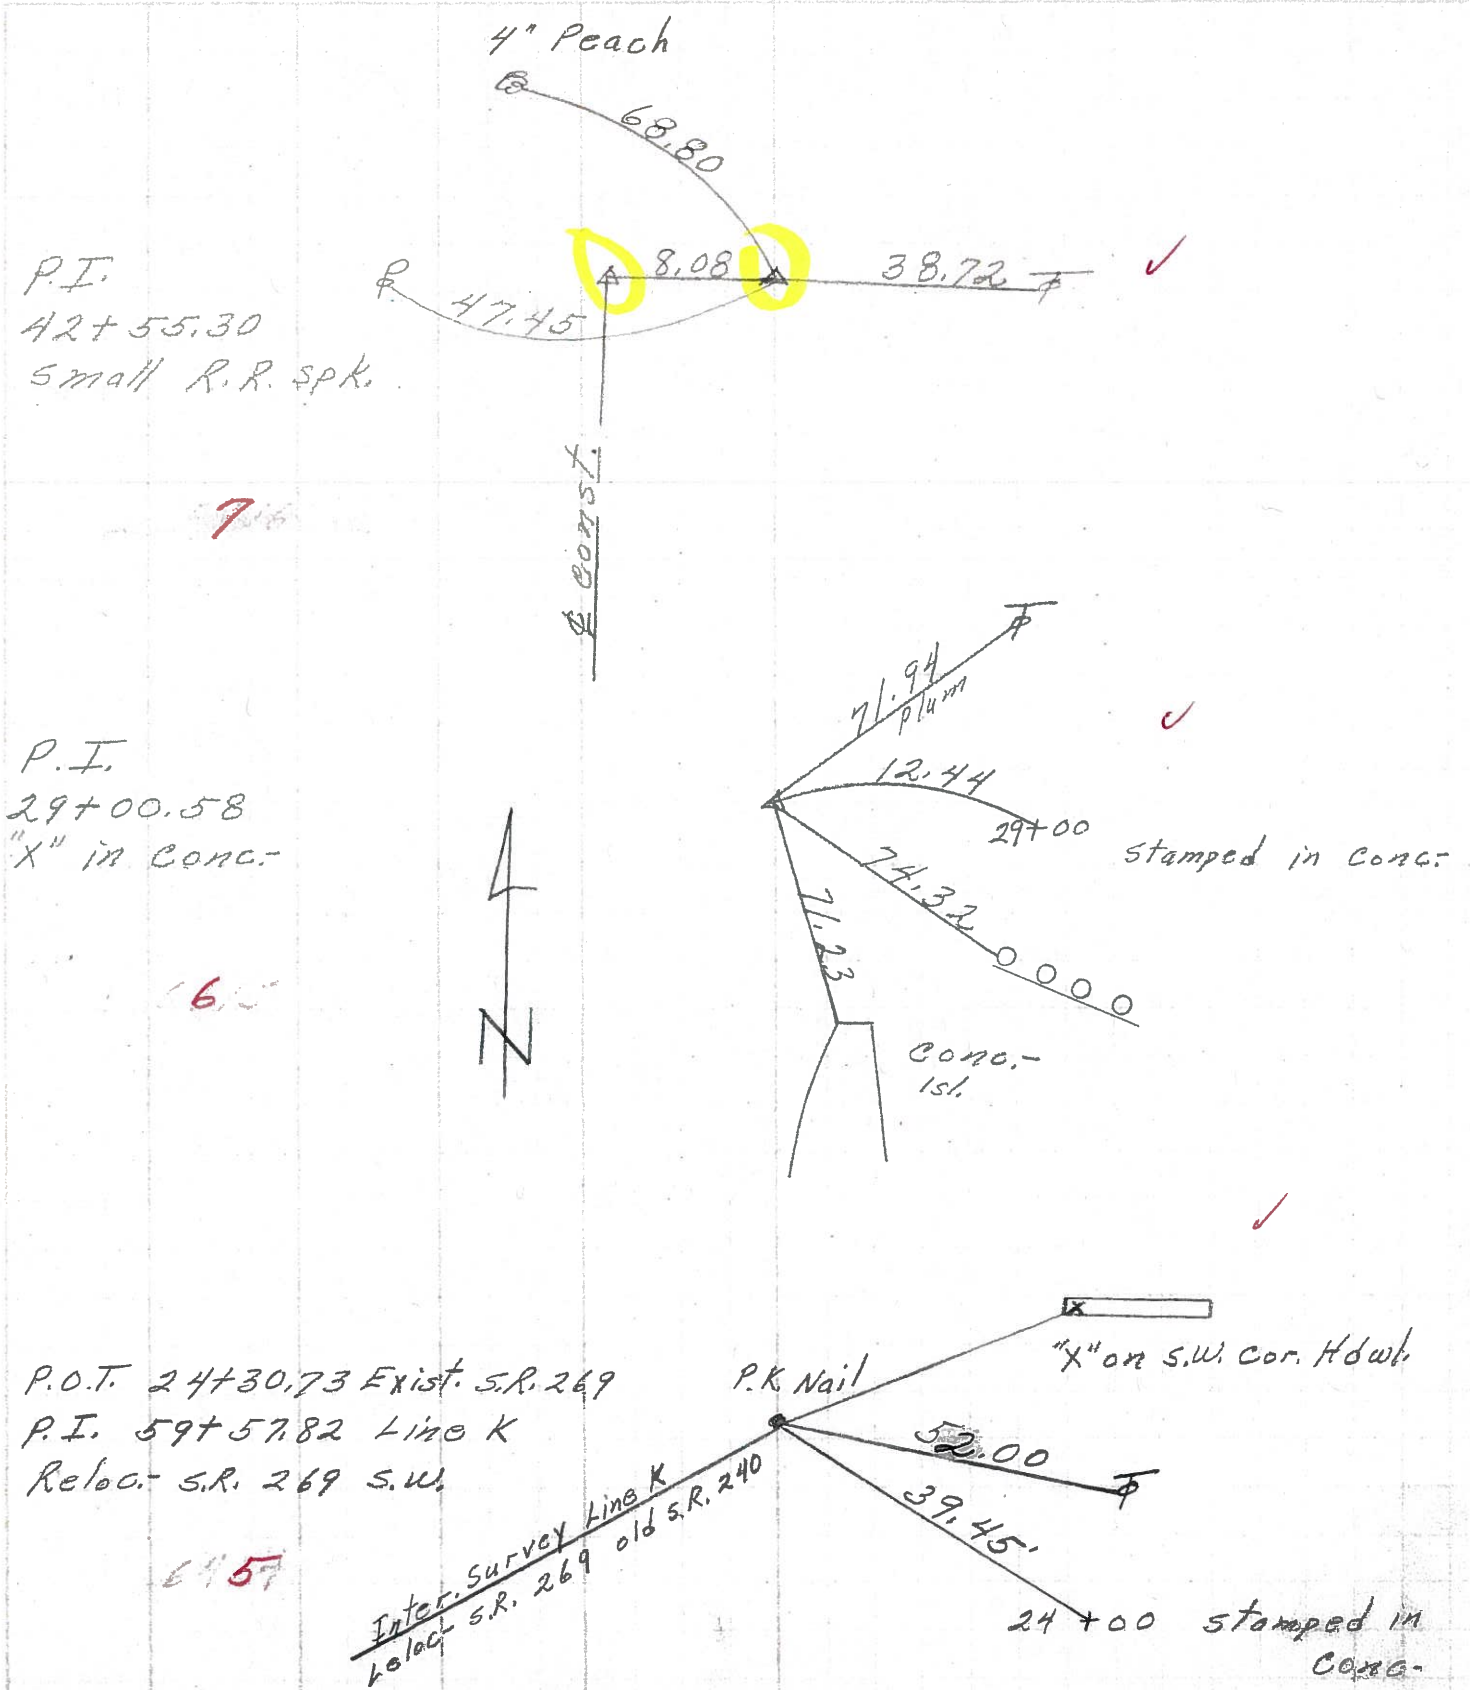 4" Peach
68.80
P.I.
42+55.30
small R.R. spk.
8.08
38.72
47.45
℄ Const.
7
P.I.
29+00.58
"X" in Conc.-
71.94
plum
12.44
29+00
stamped in Conc.-
74.32
71.23
N
6
Conc.-
Isl.
P.O.T. 24+30.73 Exist. S.R. 269
P.I. 59+57.82 Line K
Reloc.- S.R. 269 S.W.
5
P.K. Nail
"X" on S.W. Cor. Hdwl.
52.00
39.45'
24+00 stamped in
Conc-
Inter. Survey Line K
Reloc- S.R. 269 old S.R. 240